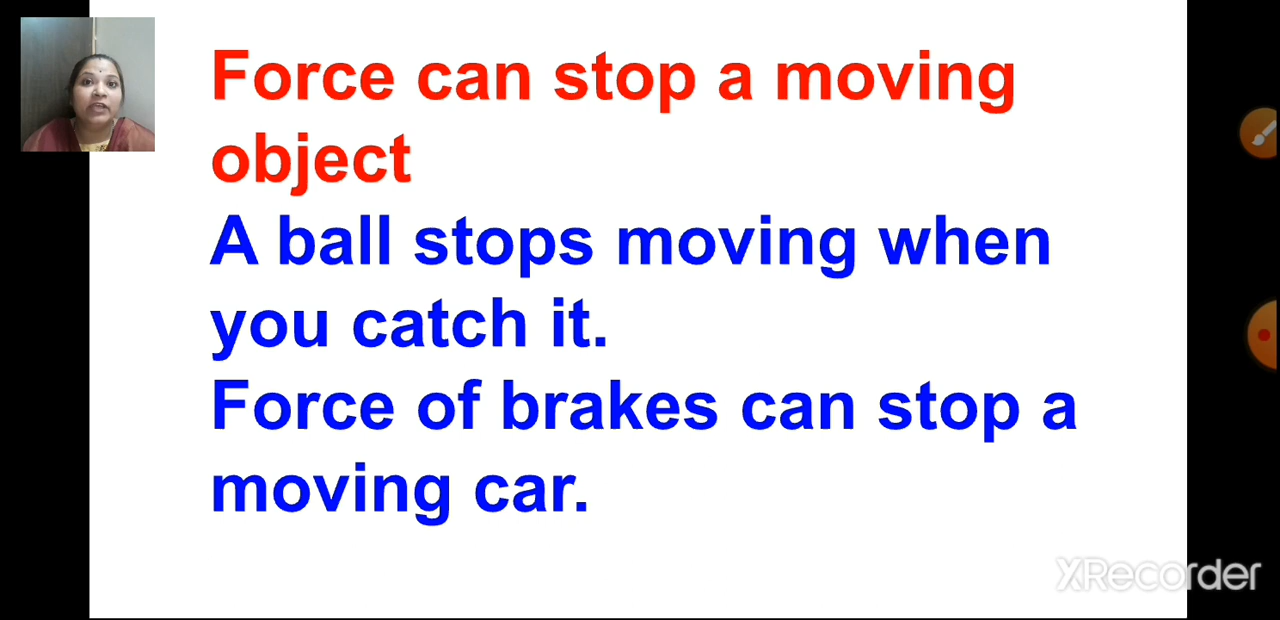 Force can stop a moving
object
A ball stops moving when
you catch it.
Force of brakes can stop a
moving car.
XRecorder